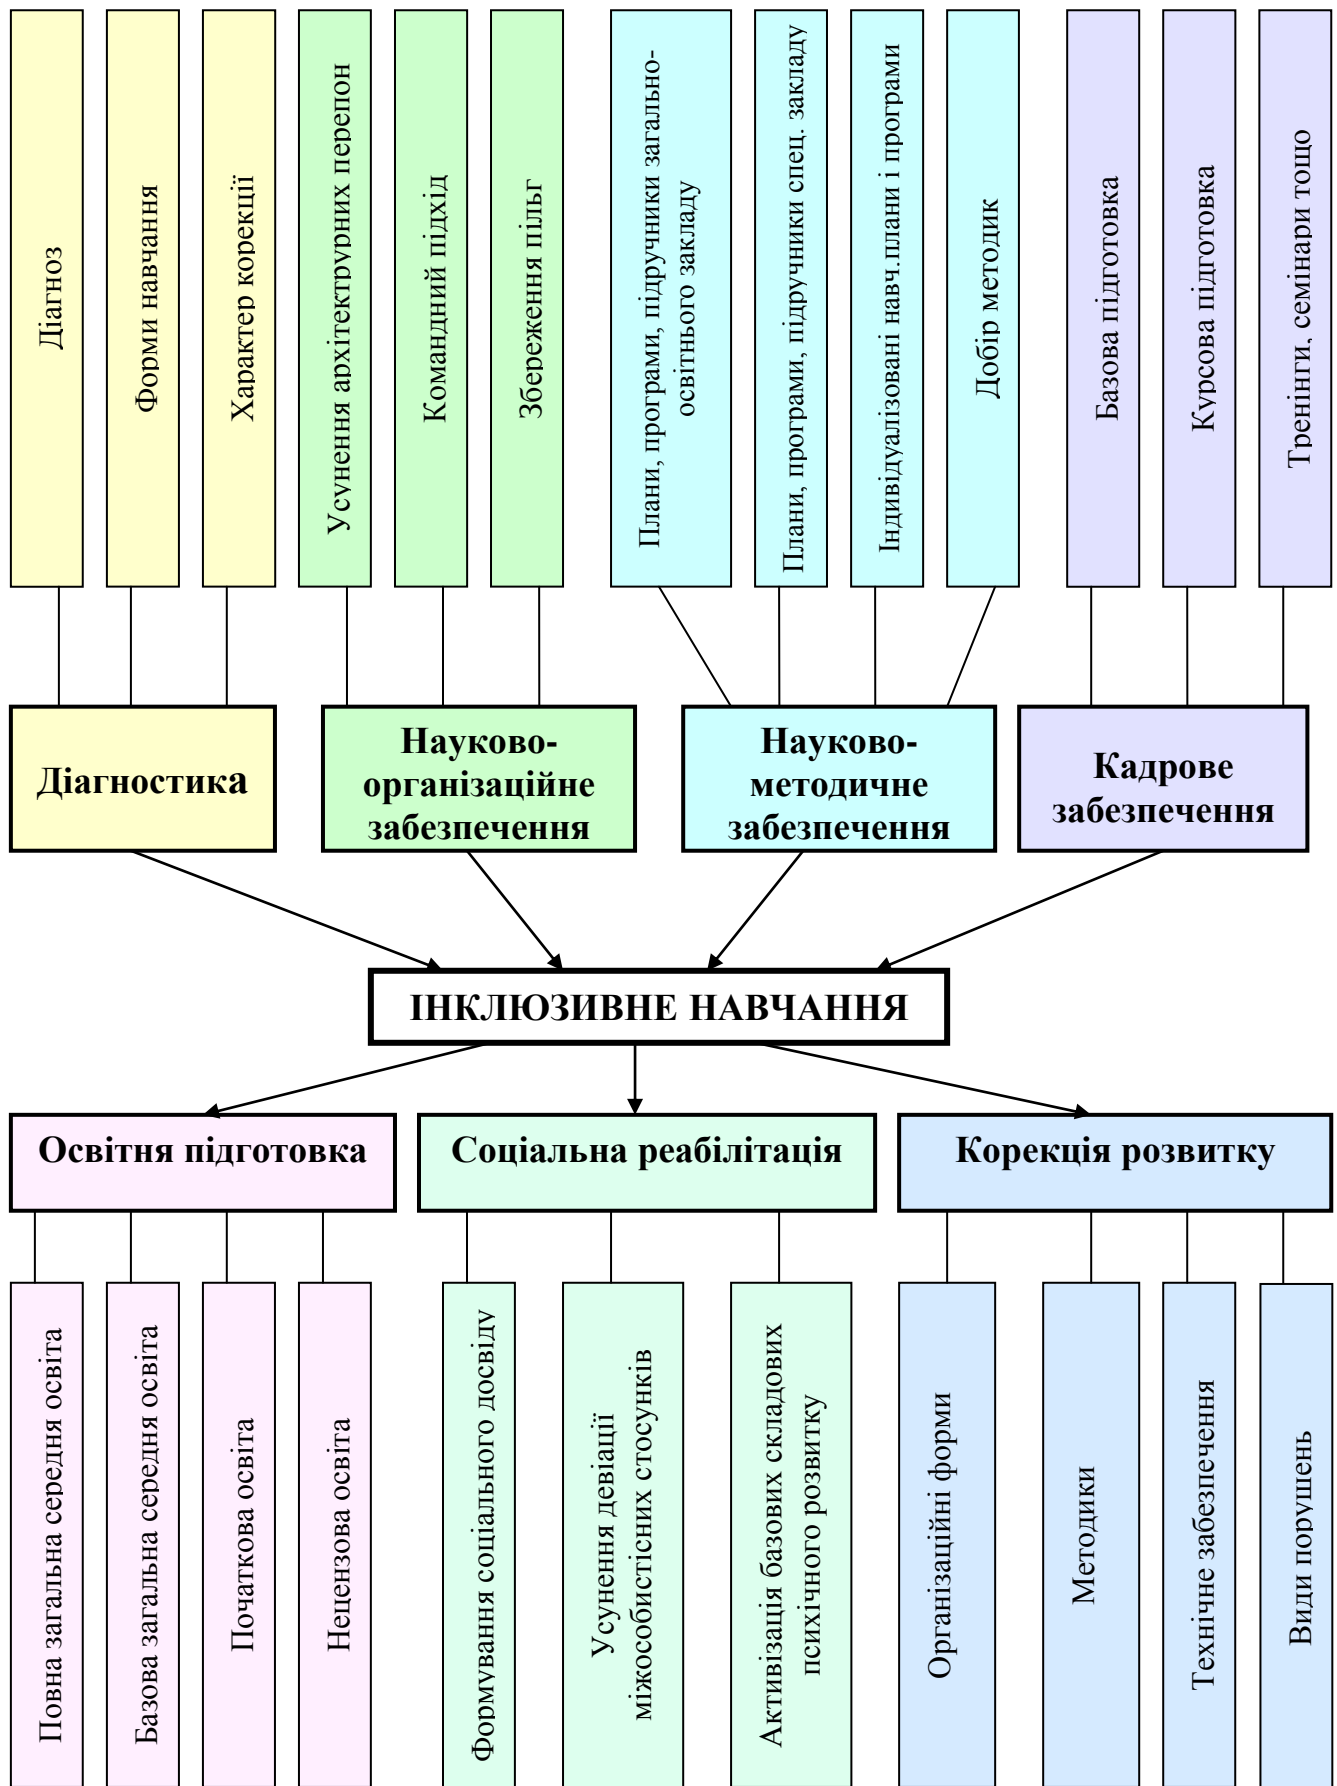 Діагноз
Форми навчання
Характер корекції
Усунення архітектурних перепон
Командний підхід
Збереження пільг
Плани, програми, підручники загально-
освітнього закладу
Плани, програми, підручники спец. закладу
Індивідуалізовані навч.плани і програми
Добір методик
Базова підготовка
Курсова підготовка
Тренінги, семінари тощо
Діагностика
Науково-
організаційне
забезпечення
Науково-
методичне
забезпечення
Кадрове
забезпечення
ІНКЛЮЗИВНЕ НАВЧАННЯ
Освітня підготовка
Соціальна реабілітація
Корекція розвитку
Повна загальна середня освіта
Базова загальна середня освіта
Початкова освіта
Нецензова освіта
Формування соціального досвіду
Усунення девіації
міжособистісних стосунків
Активізація базових складових
психічного розвитку
Організаційні форми
Методики
Технічне забезпечення
Види порушень